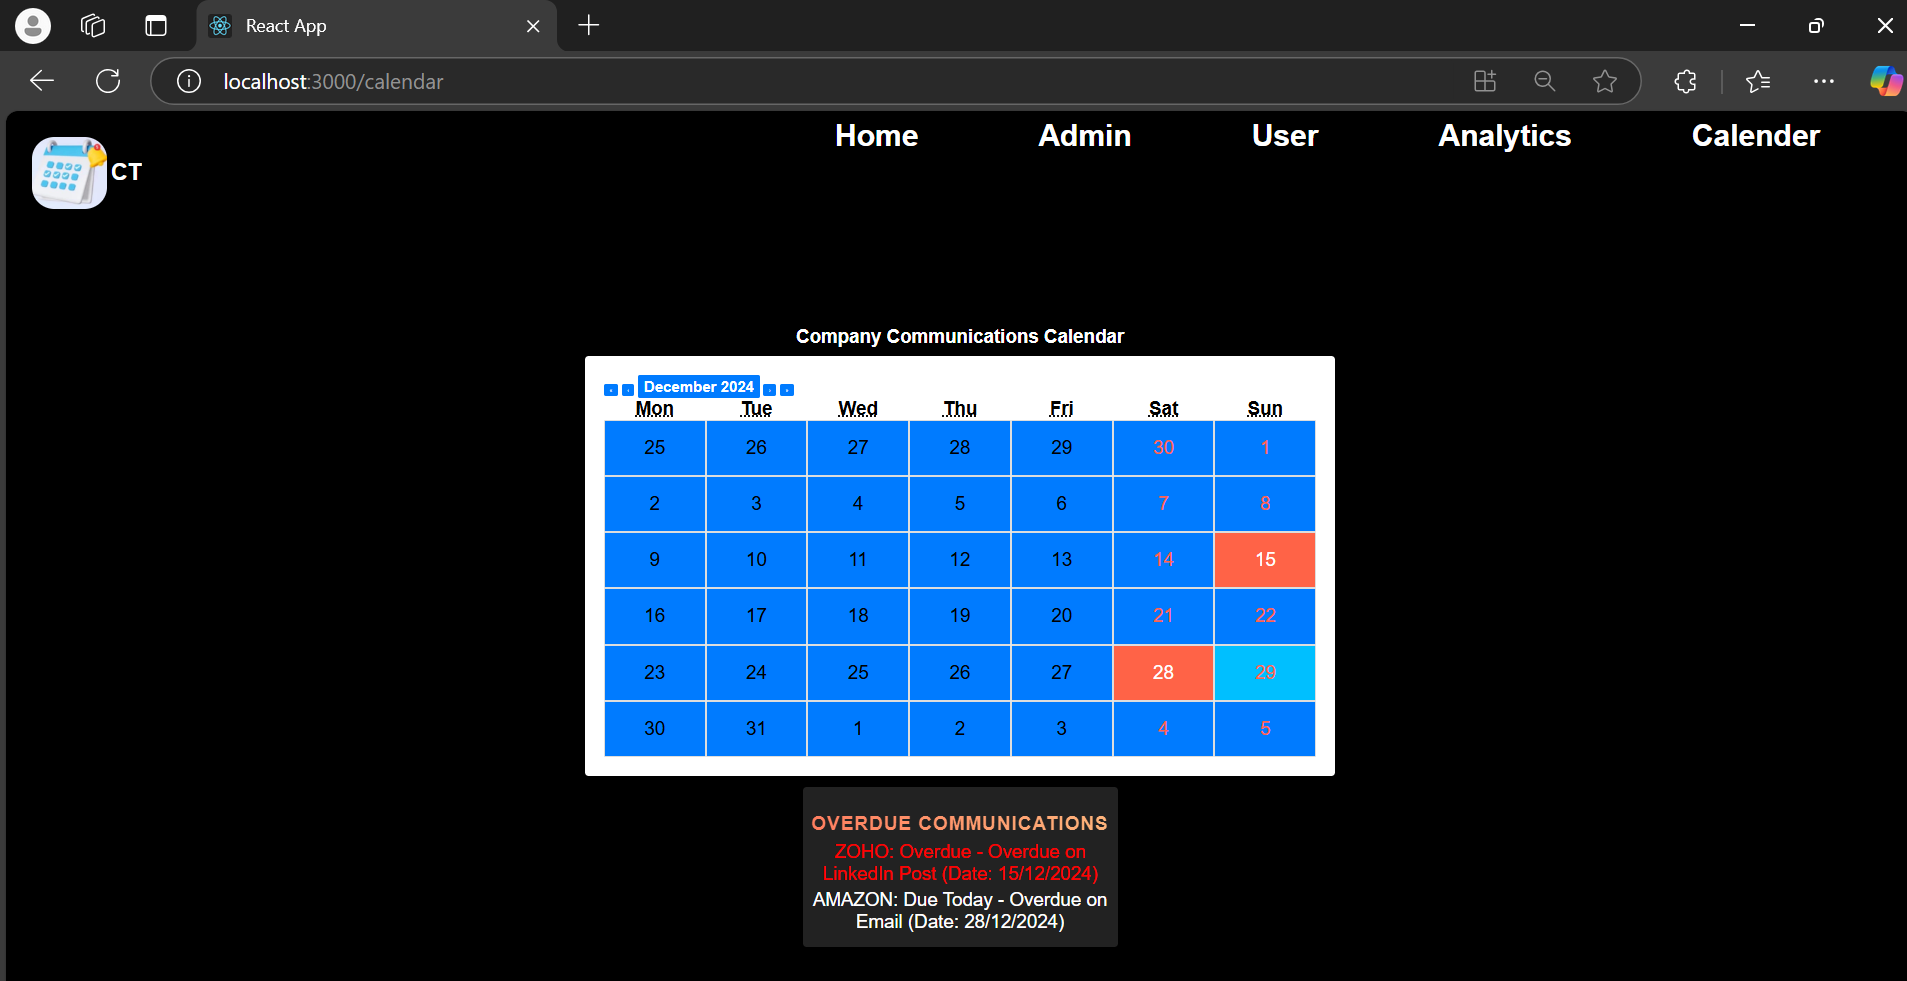 React App
localhost:3000/calendar
Home Admin User Analytics Calender
CT
Company Communications Calendar
December 2024
Mon Tue Wed Thu Fri Sat Sun
25 26 27 28 29 30 1
2 3 4 5 6 7 8
9 10 11 12 13 14 15
16 17 18 19 20 21 22
23 24 25 26 27 28 29
30 31 1 2 3 4 5
OVERDUE COMMUNICATIONS
ZOHO: Overdue - Overdue on
LinkedIn Post (Date: 15/12/2024)
AMAZON: Due Today - Overdue on
Email (Date: 28/12/2024)